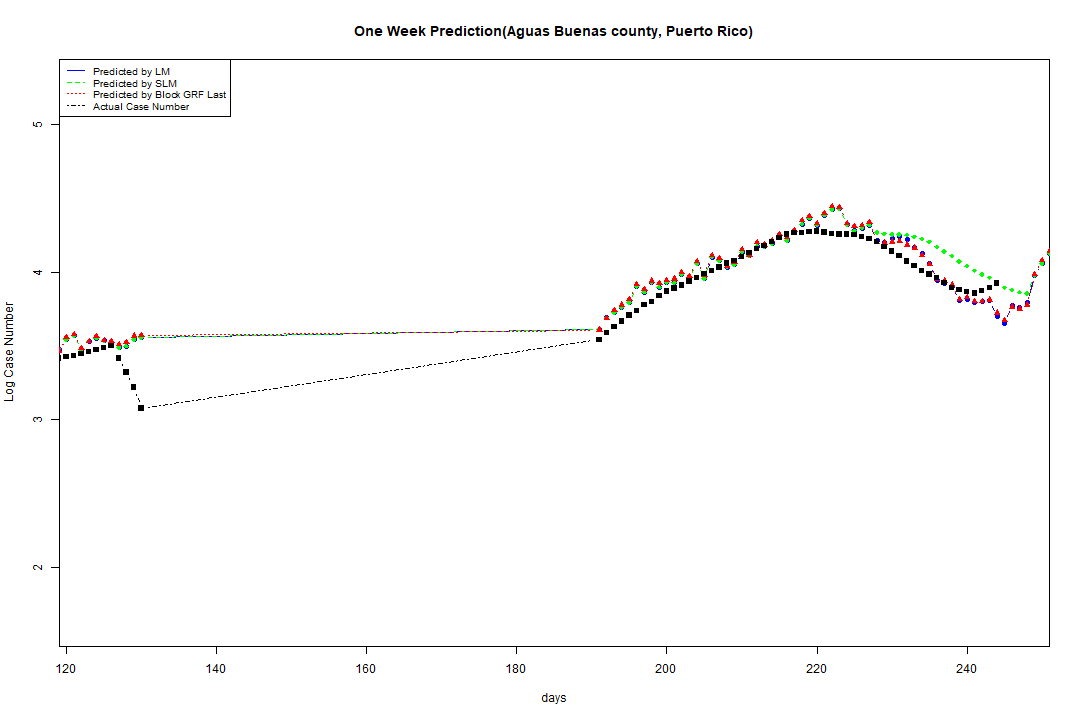 One Week Prediction(Aguas Buenas county, Puerto Rico)
Predicted by LM
Predicted by SLM
Predicted by Block GRF Last
Actual Case Number
5
4
3
2
Log Case Number
120 140 160 180 200 220 240
days